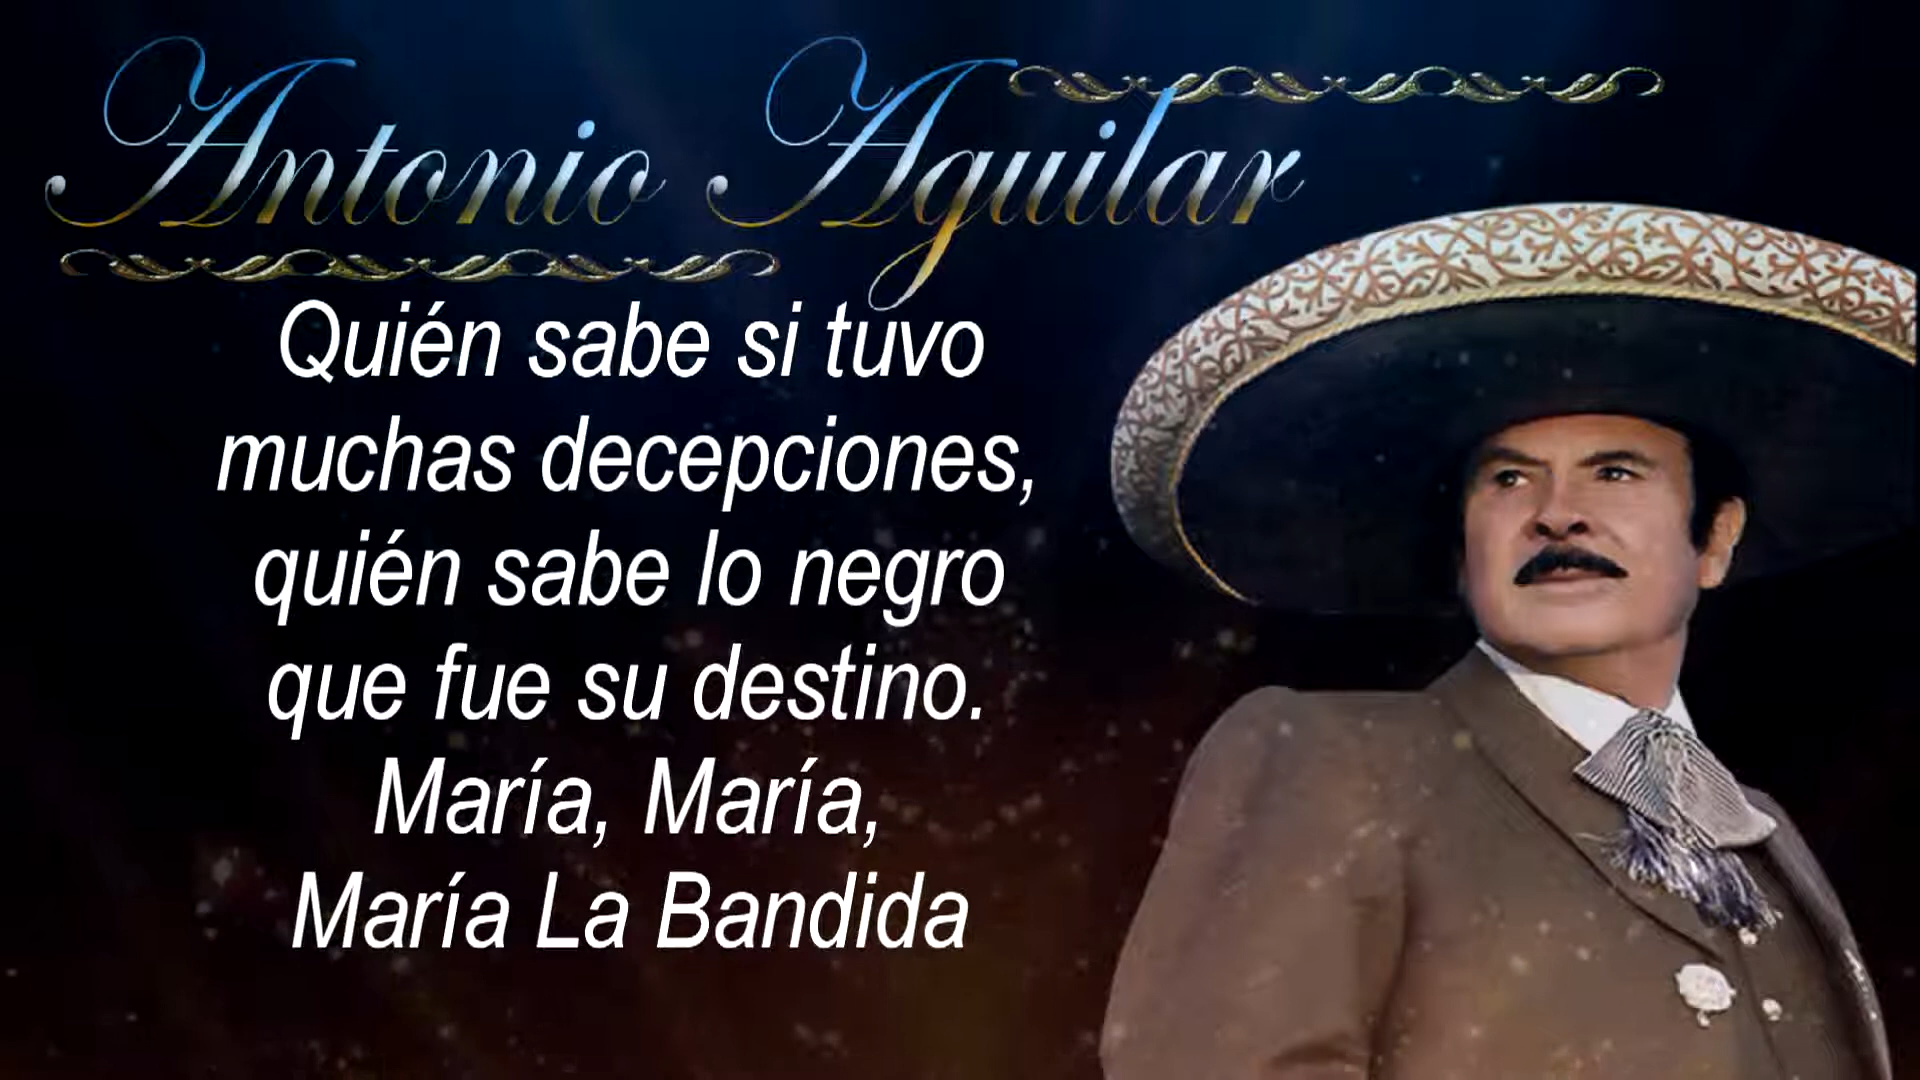 Antonio Aguilar
Quién sabe si tuvo
muchas decepciones,
quién sabe lo negro
que fue su destino.
María, María,
María La Bandida